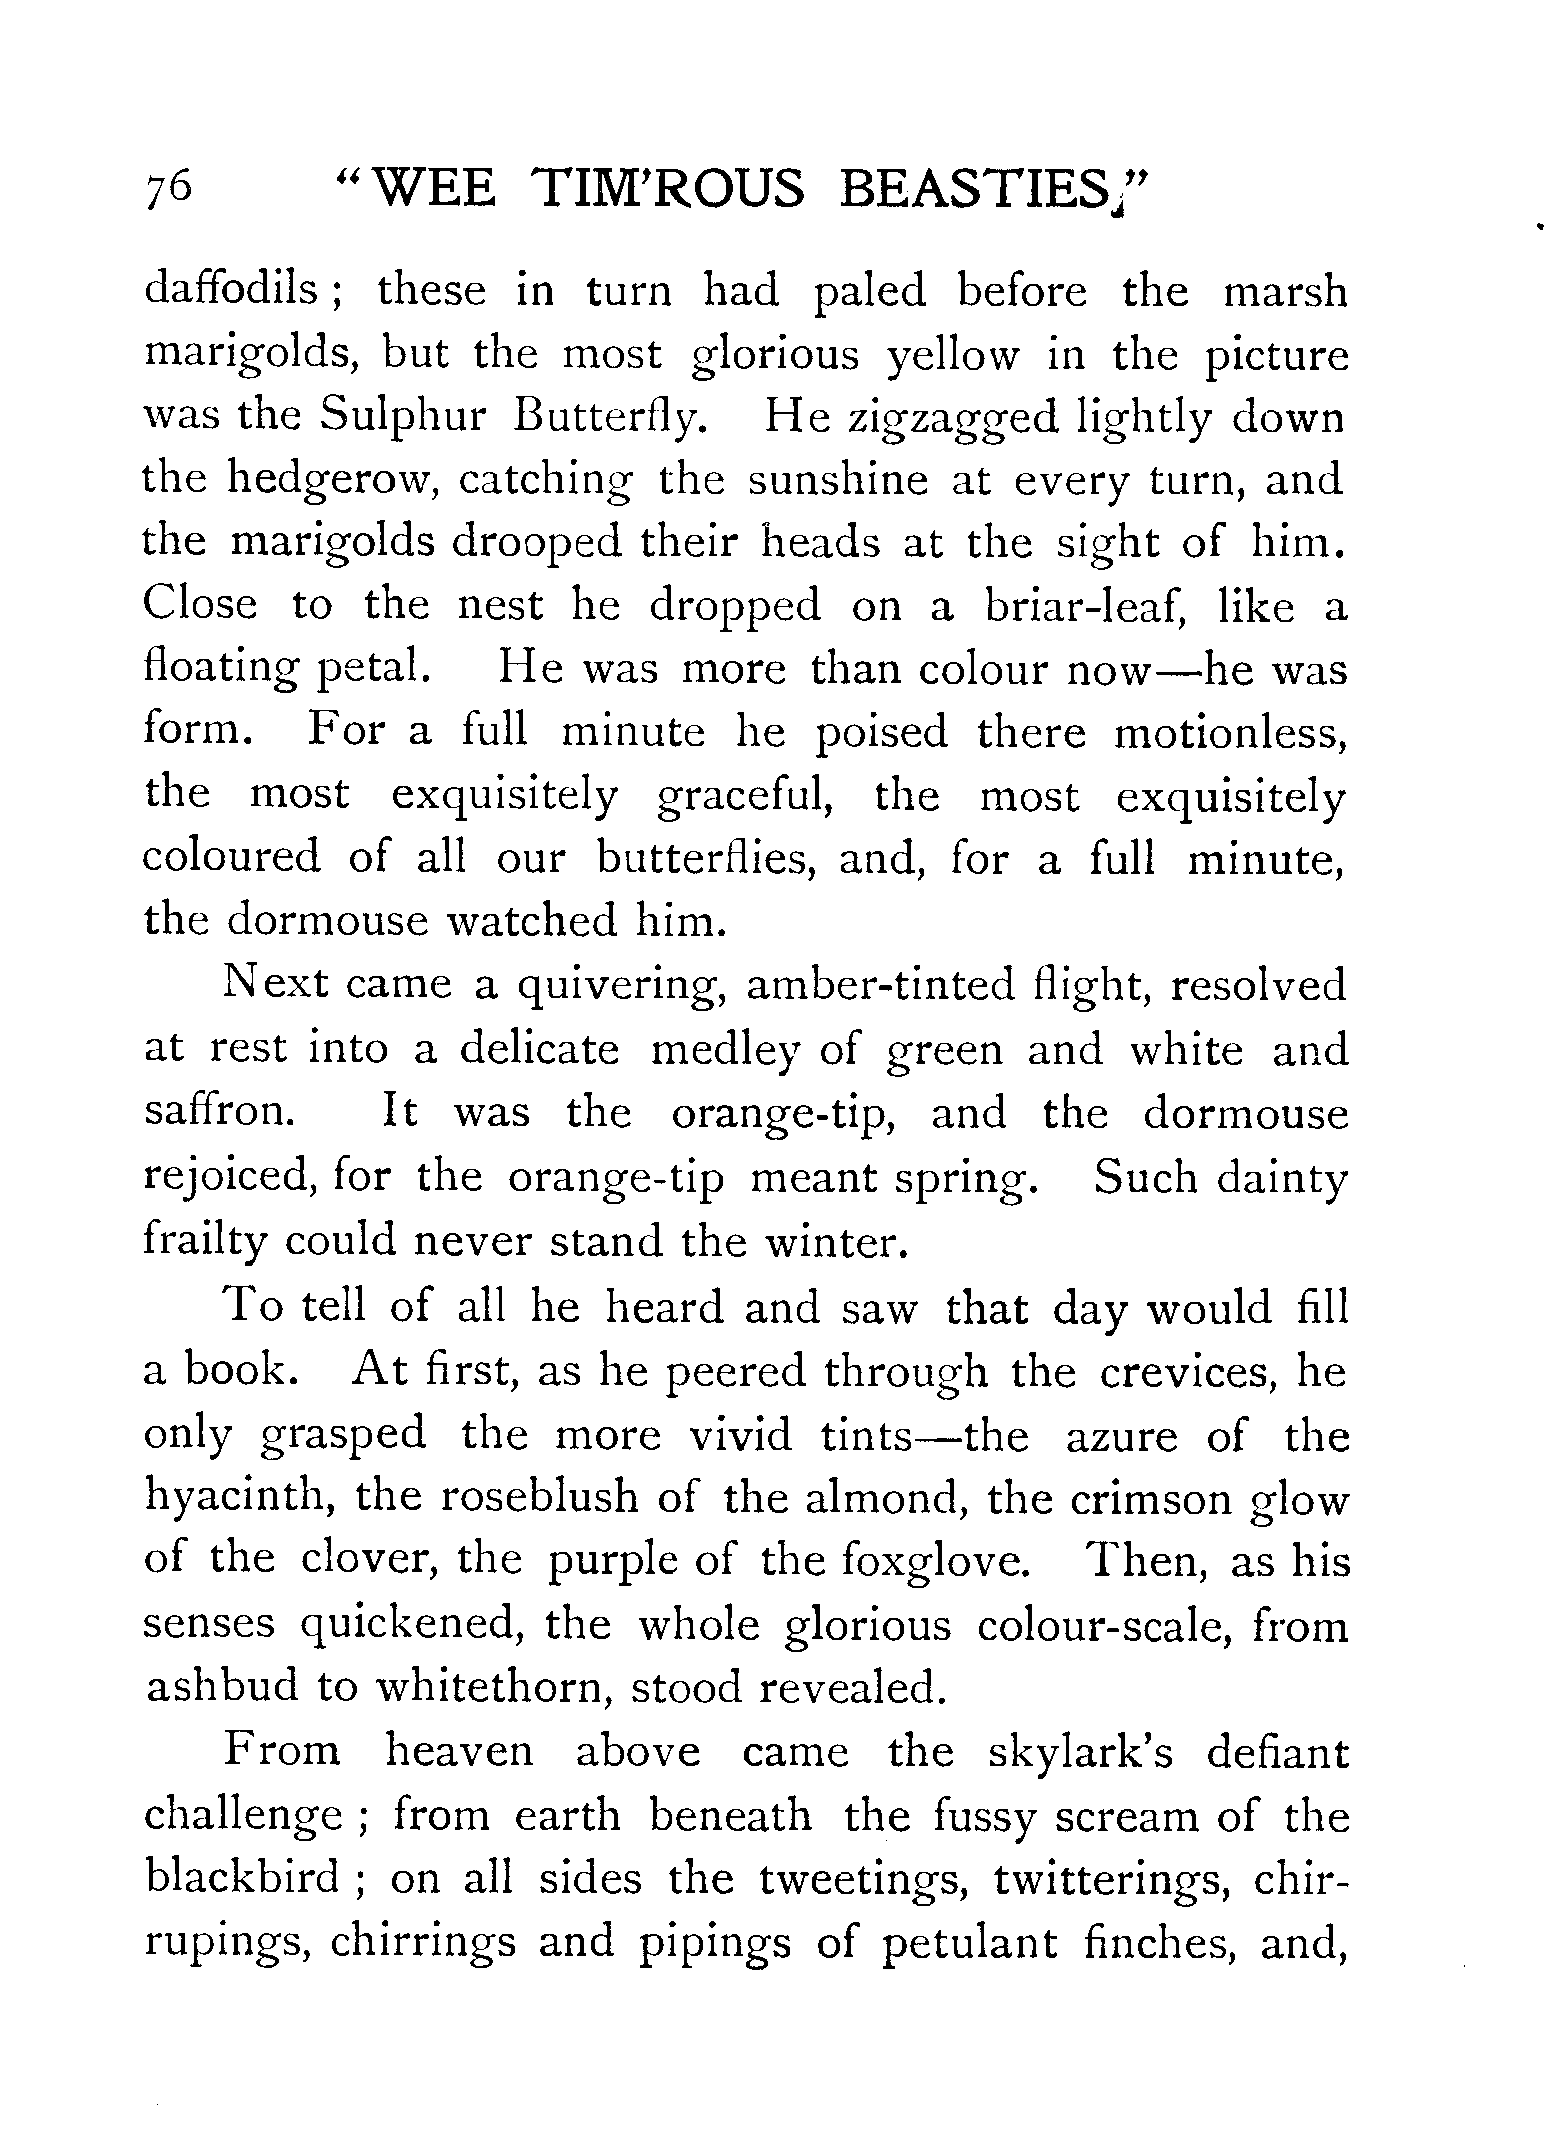 76 "WEE TIM'ROUS BEASTIES."
daffodils ; these in turn had paled before the marsh
marigolds, but the most glorious yellow in the picture
was the Sulphur Butterfly. He zigzagged lightly down
the hedgerow, catching the sunshine at every turn, and
the marigolds drooped their heads at the sight of him.
Close to the nest he dropped on a briar-leaf, like a
floating petal. He was more than colour now—he was
form. For a full minute he poised there motionless,
the most exquisitely graceful, the most exquisitely
coloured of all our butterflies, and, for a full minute,
the dormouse watched him.
Next came a quivering, amber-tinted flight, resolved
at rest into a delicate medley of green and white and
saffron. It was the orange-tip, and the dormouse
rejoiced, for the orange-tip meant spring. Such dainty
frailty could never stand the winter.
To tell of all he heard and saw that day would fill
a book. At first, as he peered through the crevices, he
only grasped the more vivid tints—the azure of the
hyacinth, the roseblush of the almond, the crimson glow
of the clover, the purple of the foxglove. Then, as his
senses quickened, the whole glorious colour-scale, from
ashbud to whitethorn, stood revealed.
From heaven above came the skylark's defiant
challenge ; from earth beneath the fussy scream of the
blackbird ; on all sides the tweetings, twitterings, chir-
rupings, chirrings and pipings of petulant finches, and,